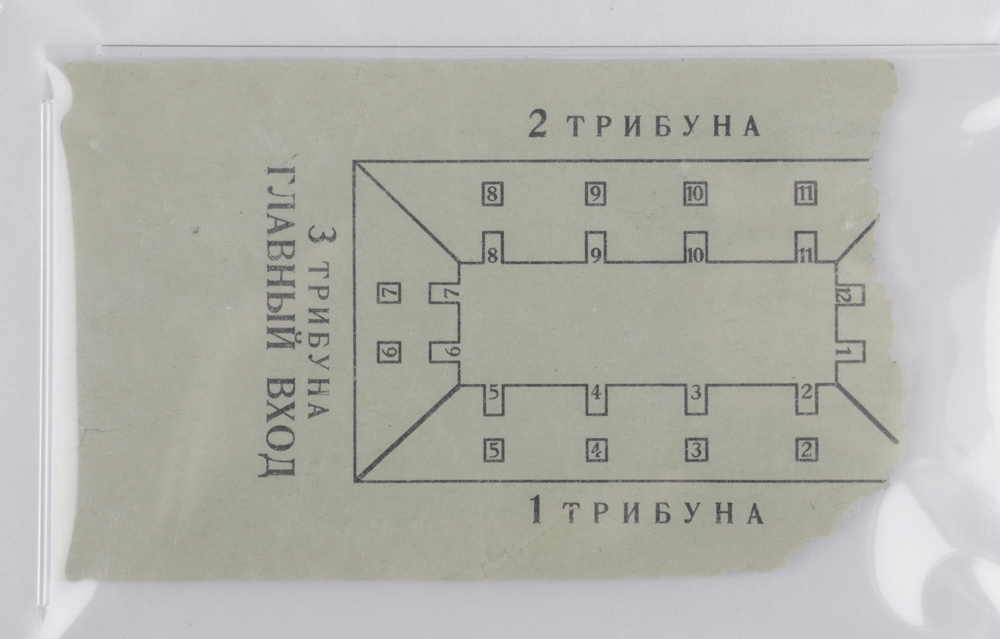 2 ТРИБУНА
8 9 10 11
8 9 10 11
ГЛАВНЫЙ ВХОД
3 ТРИБУНА
7 7 12
6 6 1
5 4 3 2
5 4 3 2
1 ТРИБУНА